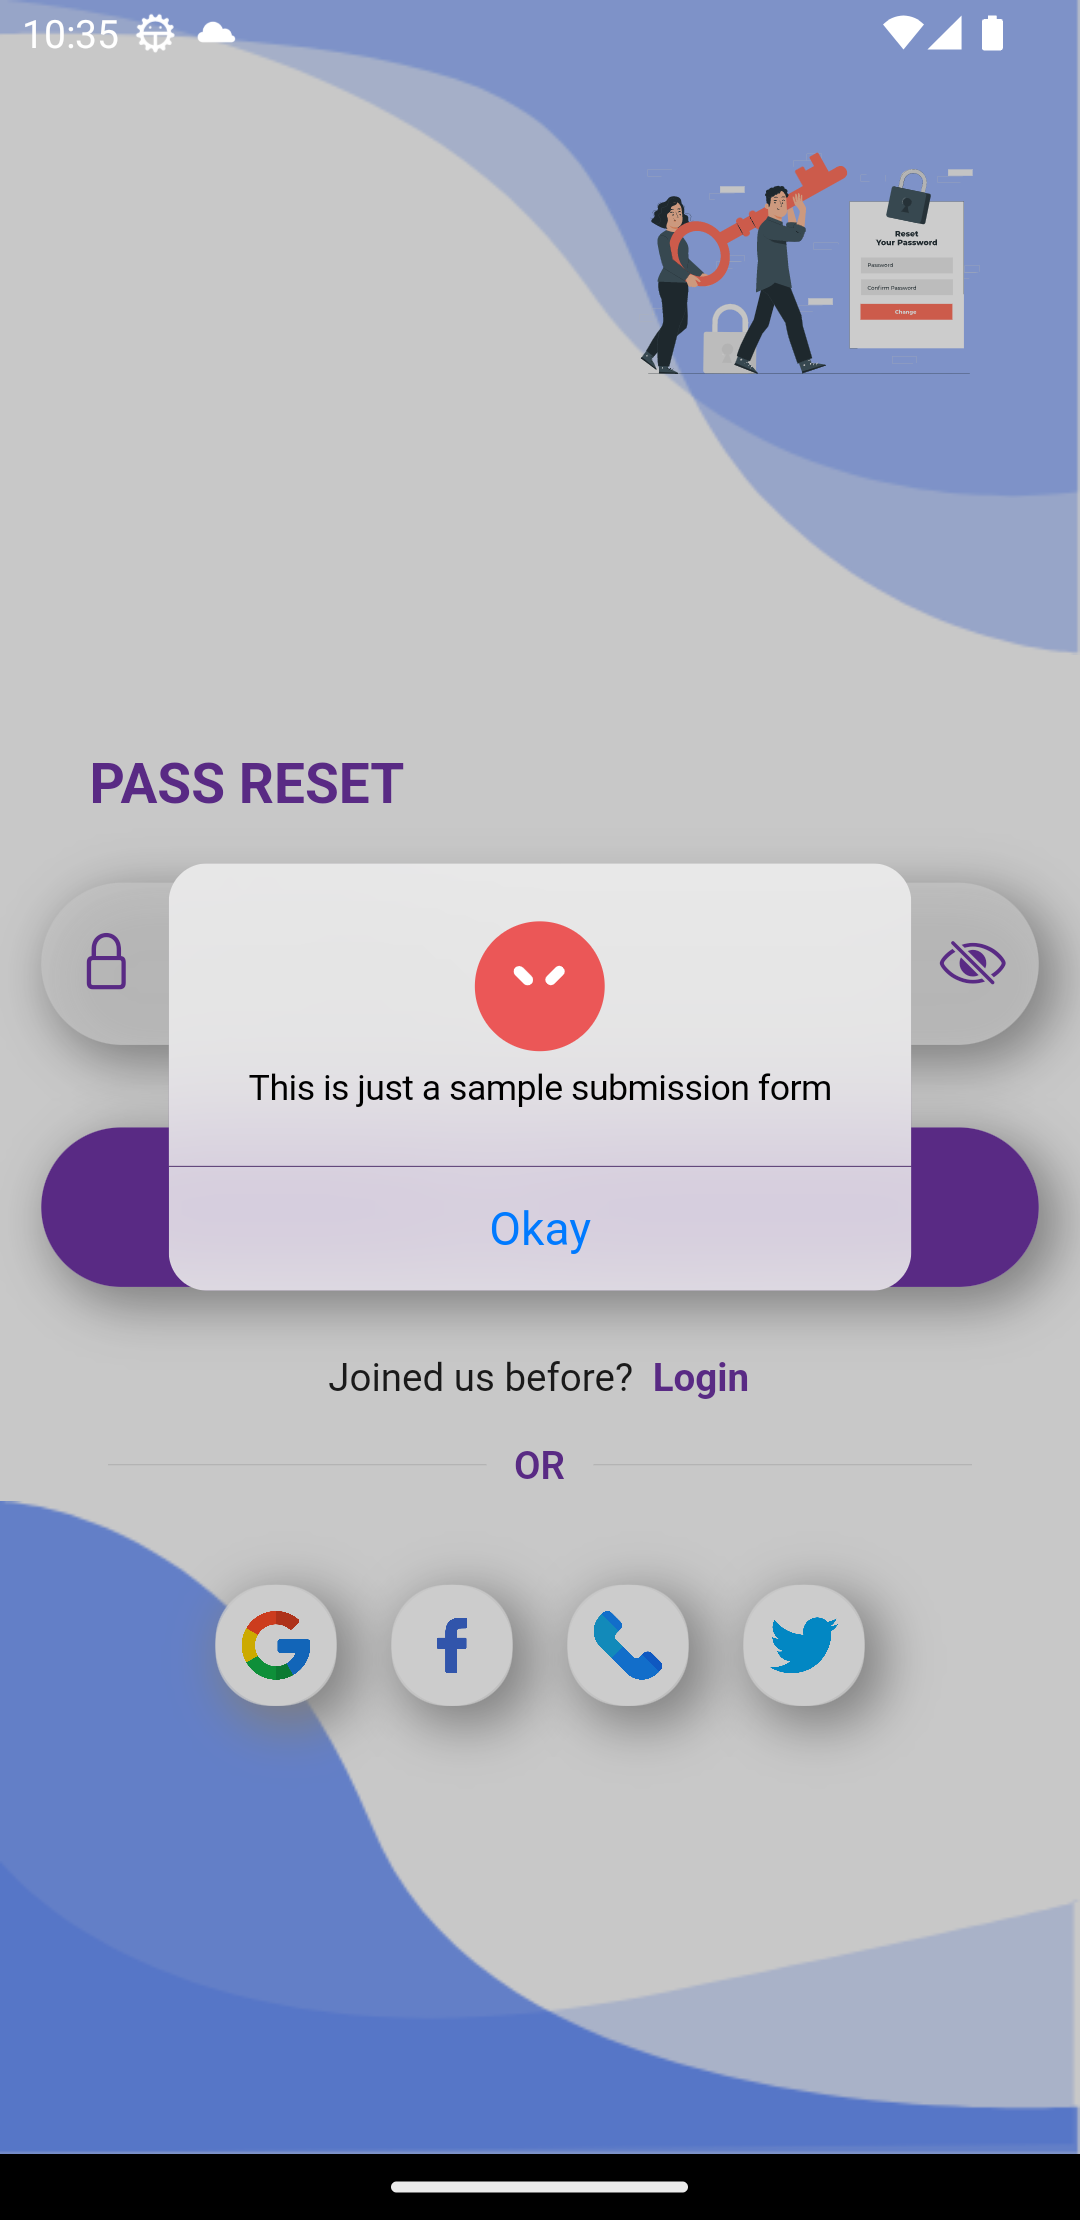 10:35
Reset
Your Password
Password
Confirm Password
Change
PASS RESET
This is just a sample submission form
Okay
Joined us before? Login
OR